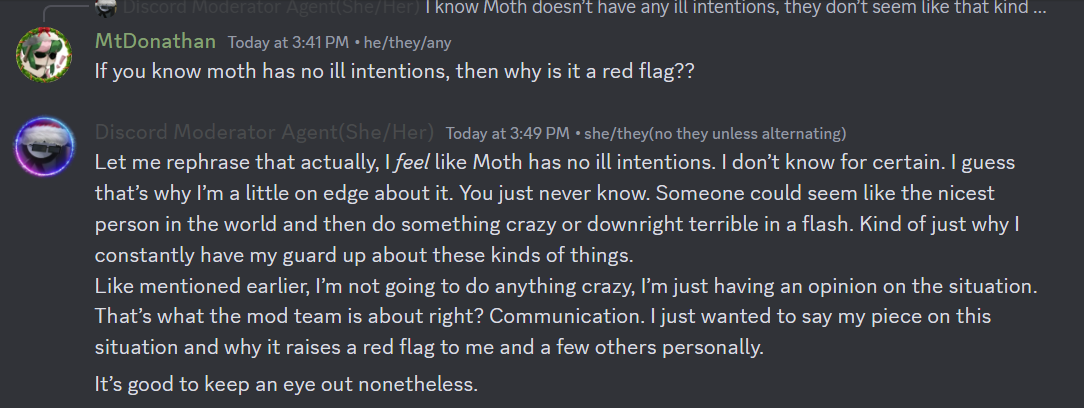 Discord Moderator Agent(She/Her) I know Moth doesn't have any ill intentions, they don't seem like that kind ...
MtDonathan Today at 3:41 PM • he/they/any
If you know moth has no ill intentions, then why is it a red flag??
Discord Moderator Agent(She/Her) Today at 3:49 PM • she/they(no they unless alternating)
Let me rephrase that actually, I feel like Moth has no ill intentions. I don't know for certain. I guess
that's why I'm a little on edge about it. You just never know. Someone could seem like the nicest
person in the world and then do something crazy or downright terrible in a flash. Kind of just why I
constantly have my guard up about these kinds of things.
Like mentioned earlier, I'm not going to do anything crazy, I'm just having an opinion on the situation.
That's what the mod team is about right? Communication. I just wanted to say my piece on this
situation and why it raises a red flag to me and a few others personally.
It's good to keep an eye out nonetheless.